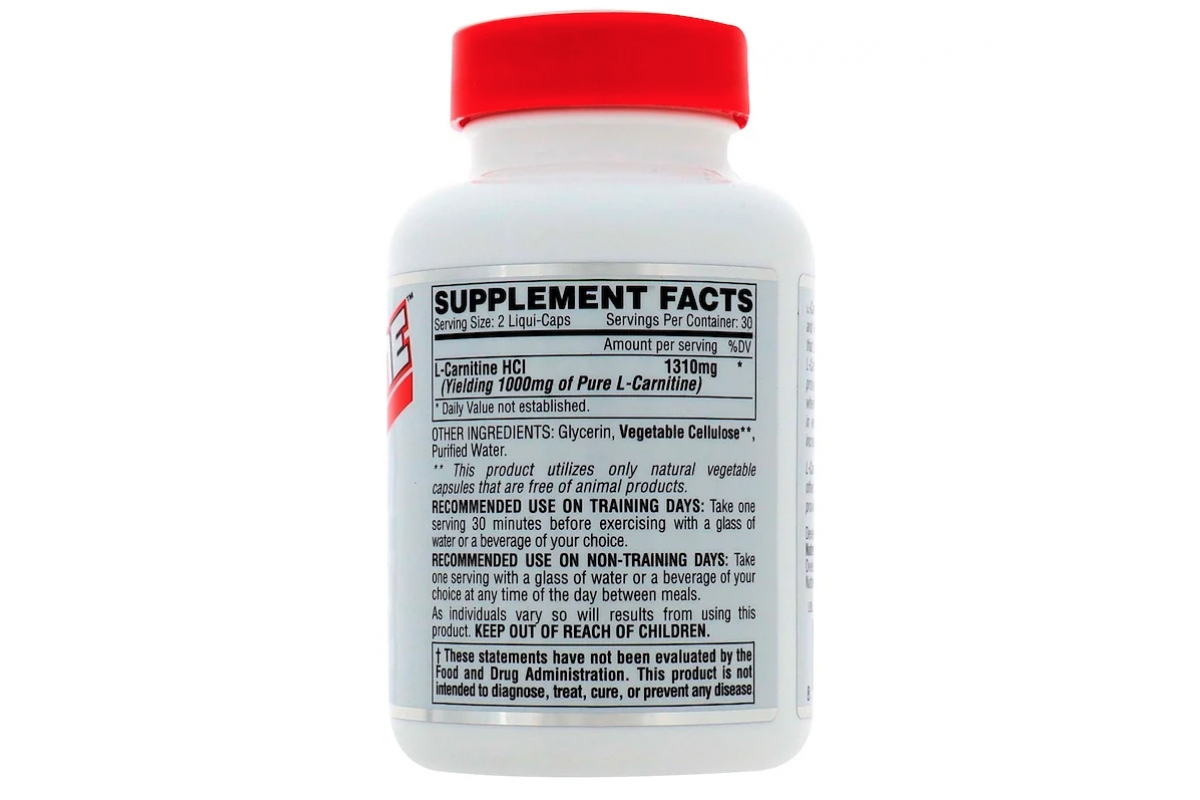 SUPPLEMENT FACTS
Serving Size: 2 Liqui-Caps Servings Per Container: 30
Amount per serving %DV
L-Carnitine HCl 1310mg *
(Yielding 1000mg of Pure L-Carnitine)
* Daily Value not established.
OTHER INGREDIENTS: Glycerin, Vegetable Cellulose**,
Purified Water.
** This product utilizes only natural vegetable
capsules that are free of animal products.
RECOMMENDED USE ON TRAINING DAYS: Take one
serving 30 minutes before exercising with a glass of
water or a beverage of your choice.
RECOMMENDED USE ON NON-TRAINING DAYS: Take
one serving with a glass of water or a beverage of your
choice at any time of the day between meals.
As individuals vary so will results from using this
product. KEEP OUT OF REACH OF CHILDREN.
† These statements have not been evaluated by the
Food and Drug Administration. This product is not
intended to diagnose, treat, cure, or prevent any disease